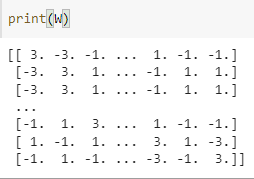 print(W)
[[ 3. -3. -1. ...  1. -1. -1.]
 [-3.  3.  1. ... -1.  1.  1.]
 [-3.  3.  1. ... -1.  1.  1.]
 ...
 [-1.  1.  3. ...  1. -1. -1.]
 [ 1. -1.  1. ...  3.  1. -3.]
 [-1.  1. -1. ... -3. -1.  3.]]